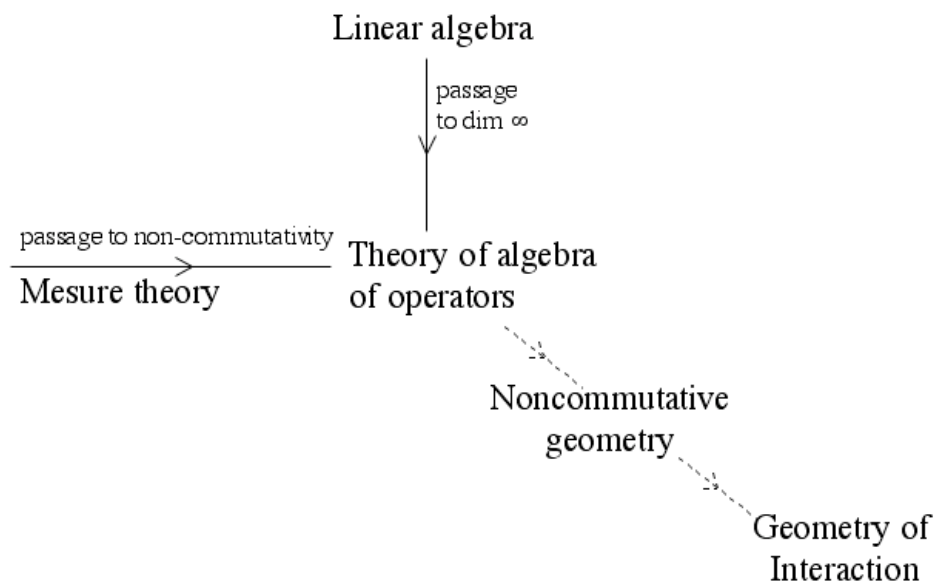 Linear algebra
passage
to dim ∞
passage to non-commutativity
Mesure theory
Theory of algebra
of operators
Noncommutative
geometry
Geometry of
Interaction